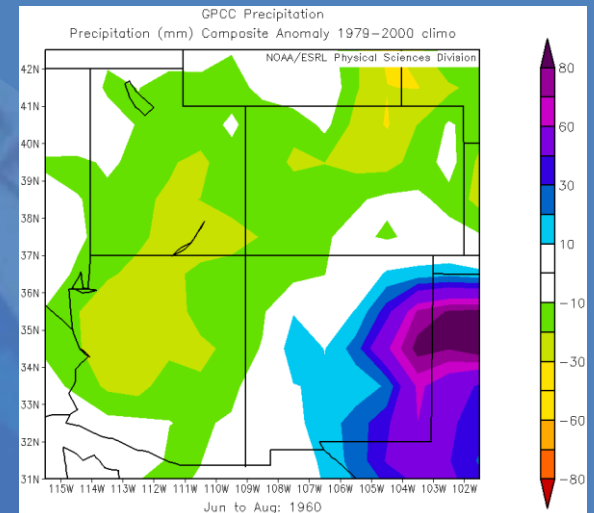 GPCC Precipitation
Precipitation (mm) Composite Anomaly 1979-2000 climo
NOAA/ESRL Physical Sciences Division
42N
41N
40N
39N
38N
37N
36N
35N
34N
33N
32N
31N
115W 114W 113W 112W 111W 110W 109W 108W 107W 106W 105W 104W 103W 102W
Jun to Aug: 1960
80
60
30
10
-10
-30
-60
-80